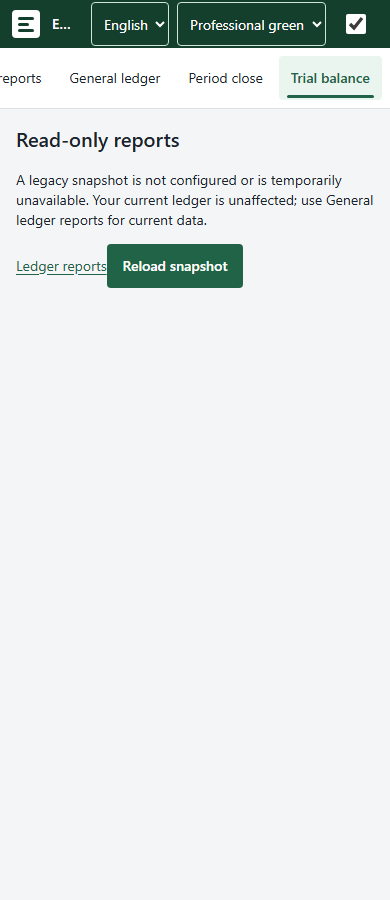 E...
English
Professional green
reports
General ledger
Period close
Trial balance
Read-only reports
A legacy snapshot is not configured or is temporarily
unavailable. Your current ledger is unaffected; use General
ledger reports for current data.
Ledger reports
Reload snapshot